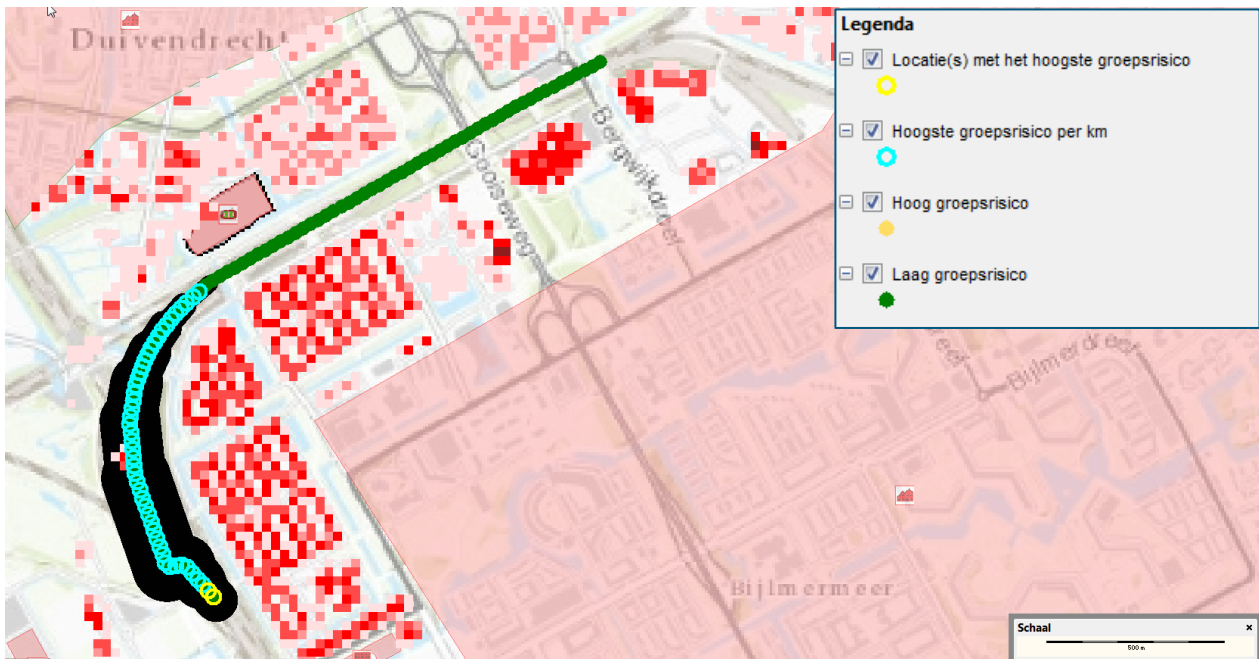 Duivendrecht
Gooiseweg
Bergwijkdreef
Bijlmerdreef
Bijlmermeer
Legenda
Locatie(s) met het hoogste groepsrisico
Hoogste groepsrisico per km
Hoog groepsrisico
Laag groepsrisico
Schaal
500 m